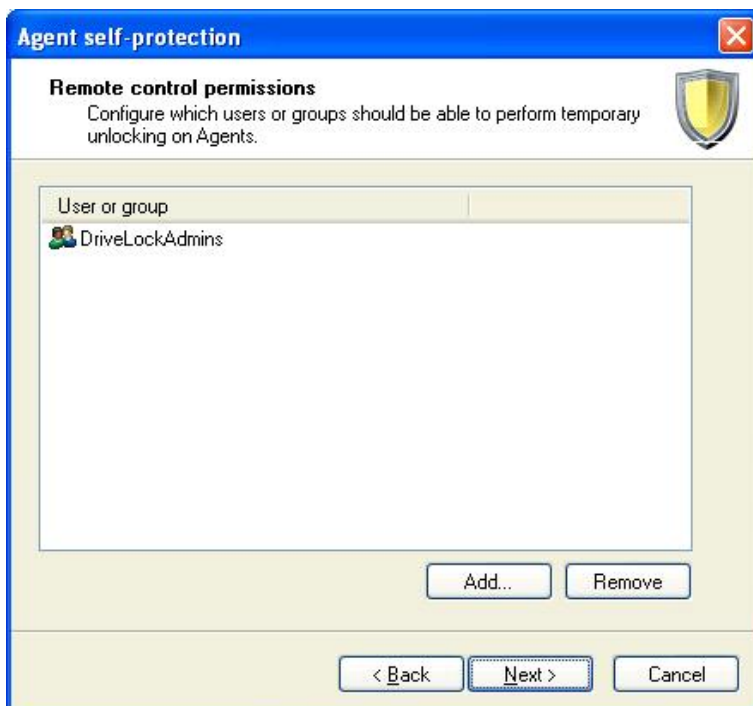 Agent self-protection
Remote control permissions
Configure which users or groups should be able to perform temporary
unlocking on Agents.
User or group
DriveLockAdmins
Add... Remove
< Back Next > Cancel